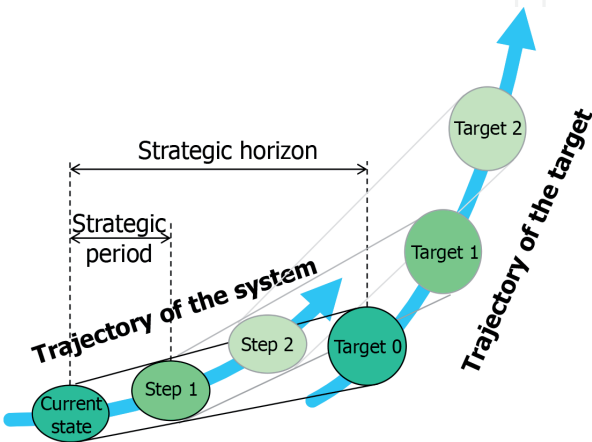 Strategic horizon
Strategic
period
Trajectory of the system
Trajectory of the target
Target 2
Target 1
Target 0
Step 2
Step 1
Current
state